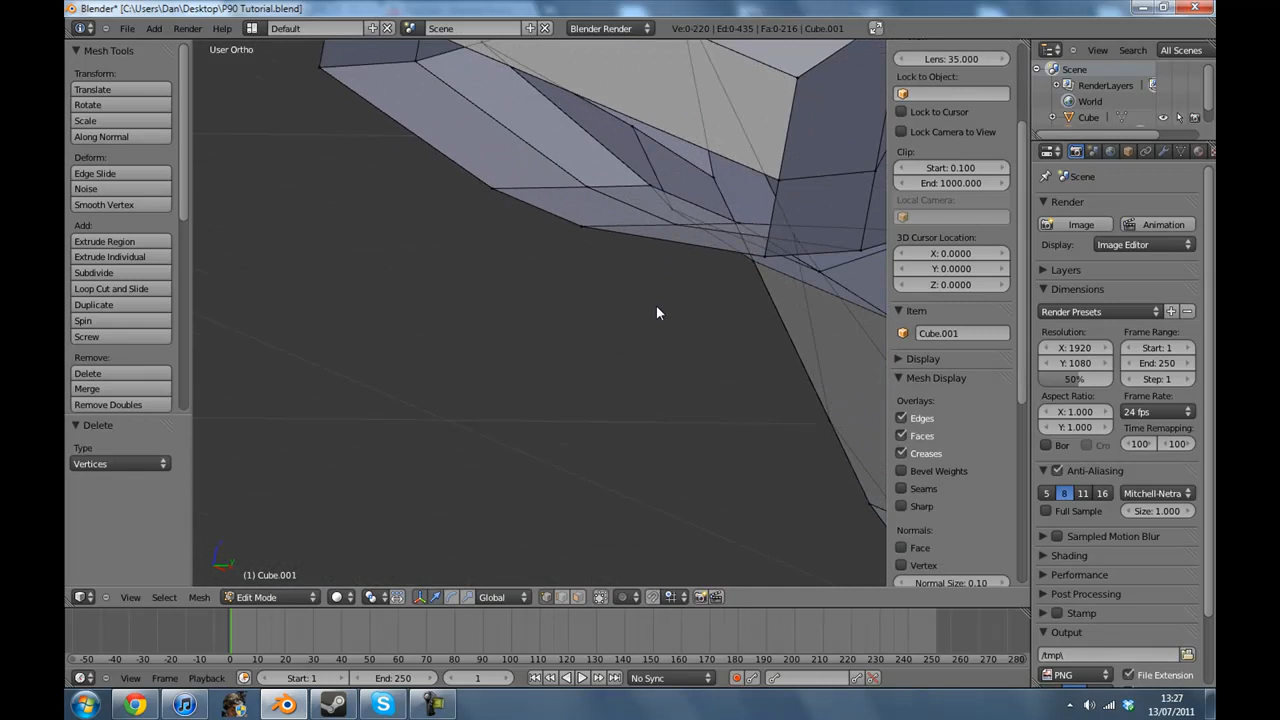 Blender* [C:\Users\Dan\Desktop\P90 Tutorial.blend]
File Add Render Help Default Scene Blender Render Ve:0-220 | Ed:0-435 | Fa:0-216 | Cube.001
Mesh Tools
Transform:
Translate
Rotate
Scale
Along Normal
Deform:
Edge Slide
Noise
Smooth Vertex
Add:
Extrude Region
Extrude Individual
Subdivide
Loop Cut and Slide
Duplicate
Spin
Screw
Remove:
Delete
Merge
Remove Doubles
Delete
Type
Vertices
User Ortho
(1) Cube.001
Lens: 35.000
Lock to Object:
Lock to Cursor
Lock Camera to View
Clip:
Start: 0.100
End: 1000.000
Local Camera:
3D Cursor Location:
X: 0.0000
Y: 0.0000
Z: 0.0000
Item
Cube.001
Display
Mesh Display
Overlays:
Edges
Faces
Creases
Bevel Weights
Seams
Sharp
Normals:
Face
Vertex
Normal Size: 0.10
View Search All Scenes
Scene
RenderLayers
World
Cube
Scene
Render
Image Animation
Display: Image Editor
Layers
Dimensions
Render Presets
Resolution: Frame Range:
X: 1920 Start: 1
Y: 1080 End: 250
50% Step: 1
Aspect Ratio: Frame Rate:
X: 1.000 24 fps
Y: 1.000 Time Remapping:
Bor Cro 100 100
Anti-Aliasing
5 8 11 16 Mitchell-Netra
Full Sample Size: 1.000
Sampled Motion Blur
Shading
Performance
Post Processing
Stamp
Output
/tmp\
PNG File Extension
View Select Mesh Edit Mode Global
-50 -40 -30 -20 -10 0 10 20 30 40 50 60 70 80 90 100 110 120 130 140 150 160 170 180 190 200 210 220 230 240 250 260 270 280
View Frame Playback Start: 1 End: 250 1 No Sync
13:27
13/07/2011